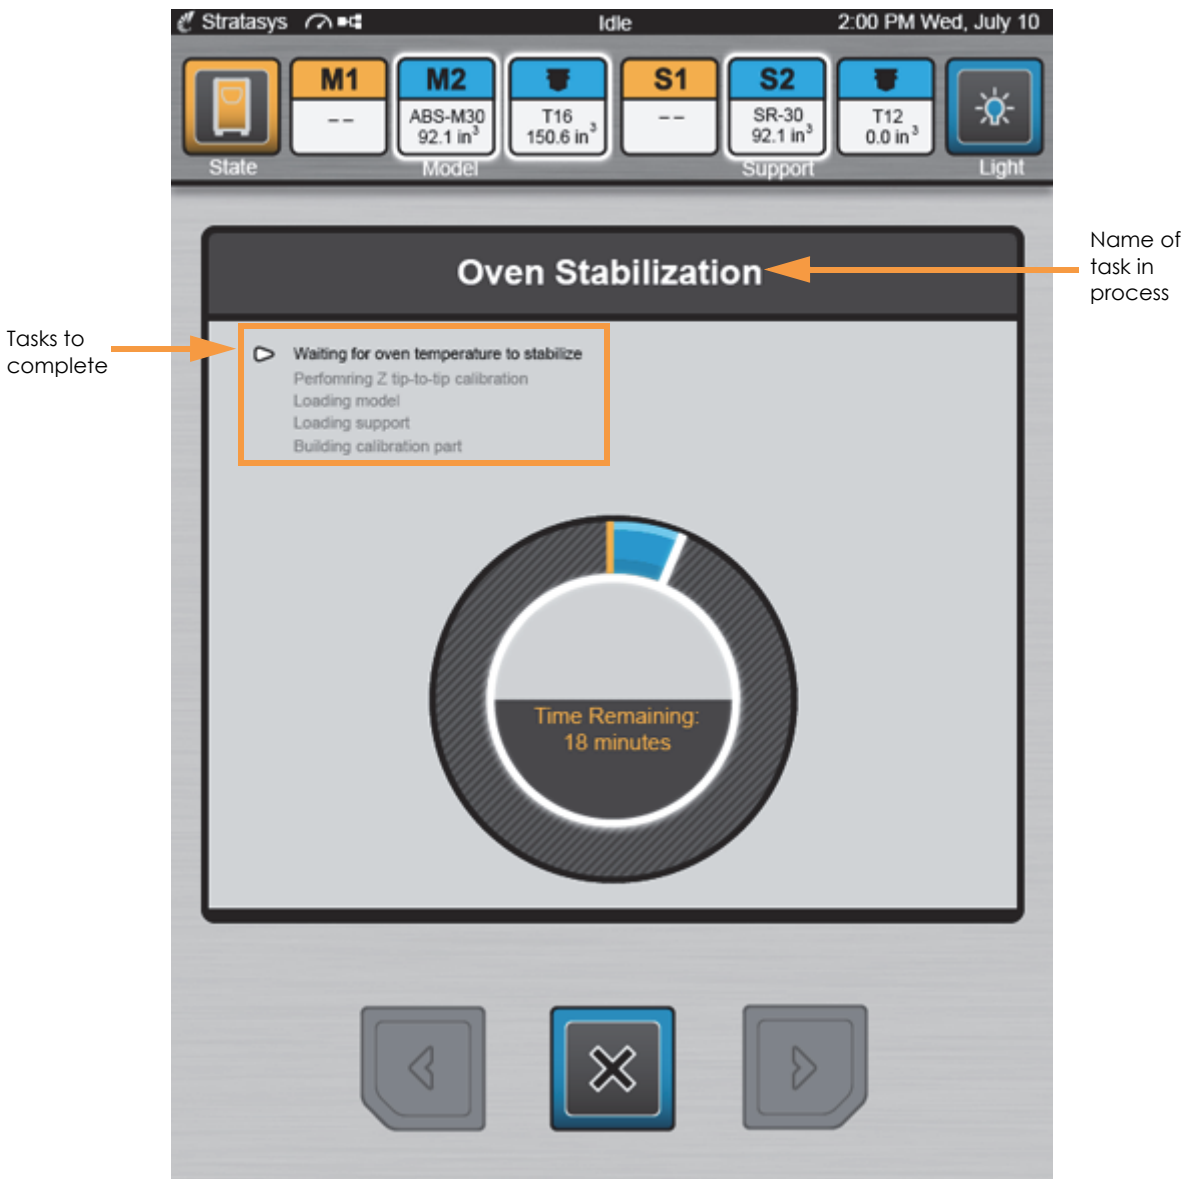 Stratasys
Idle
2:00 PM Wed, July 10
M1
M2
S1
S2
--
ABS-M30
92.1 in³
T16
150.6 in³
--
SR-30
92.1 in³
T12
0.0 in³
State
Model
Support
Light
Oven Stabilization
Name of
task in
process
Tasks to
complete
Waiting for oven temperature to stabilize
Perfomring Z tip-to-tip calibration
Loading model
Loading support
Building calibration part
Time Remaining:
18 minutes